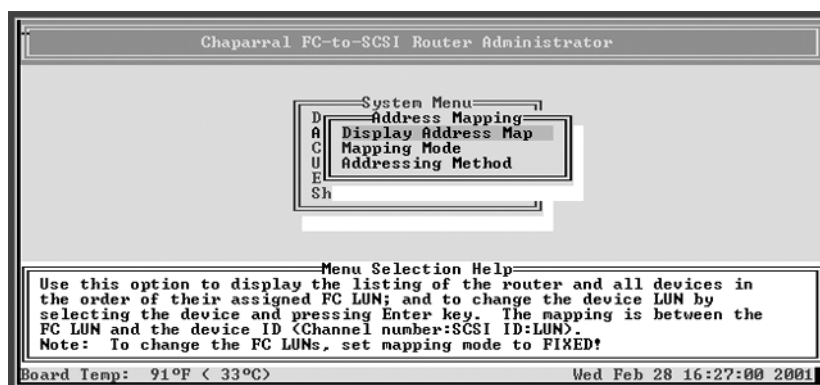 Chaparral FC-to-SCSI Router Administrator
System Menu
D
Address Mapping
A
Display Address Map
C
Mapping Mode
U
Addressing Method
E
Sh
Menu Selection Help
Use this option to display the listing of the router and all devices in
the order of their assigned FC LUN; and to change the device LUN by
selecting the device and pressing Enter key. The mapping is between the
FC LUN and the device ID (Channel number:SCSI ID:LUN).
Note: To change the FC LUNs, set mapping mode to FIXED!
Board Temp: 91ºF ( 33ºC)
Wed Feb 28 16:27:00 2001